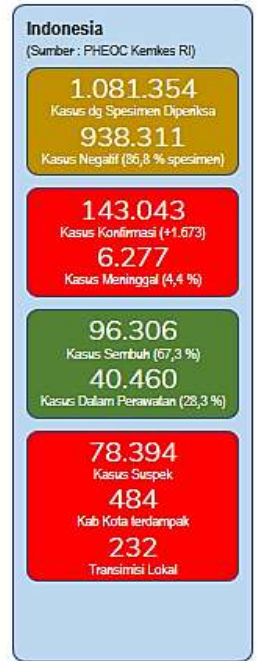 Indonesia
(Sumber : PHEOC Kemkes RI)
1.081.354
Kasus dg Spesimen Diperiksa
938.311
Kasus Negatif (86,8 % spesimen)
143.043
Kasus Konfirmasi (+1.673)
6.277
Kasus Meninggal (4,4 %)
96.306
Kasus Sembuh (67,3 %)
40.460
Kasus Dalam Perawatan (28,3 %)
78.394
Kasus Suspek
484
Kab Kota terdampak
232
Transimisi Lokal